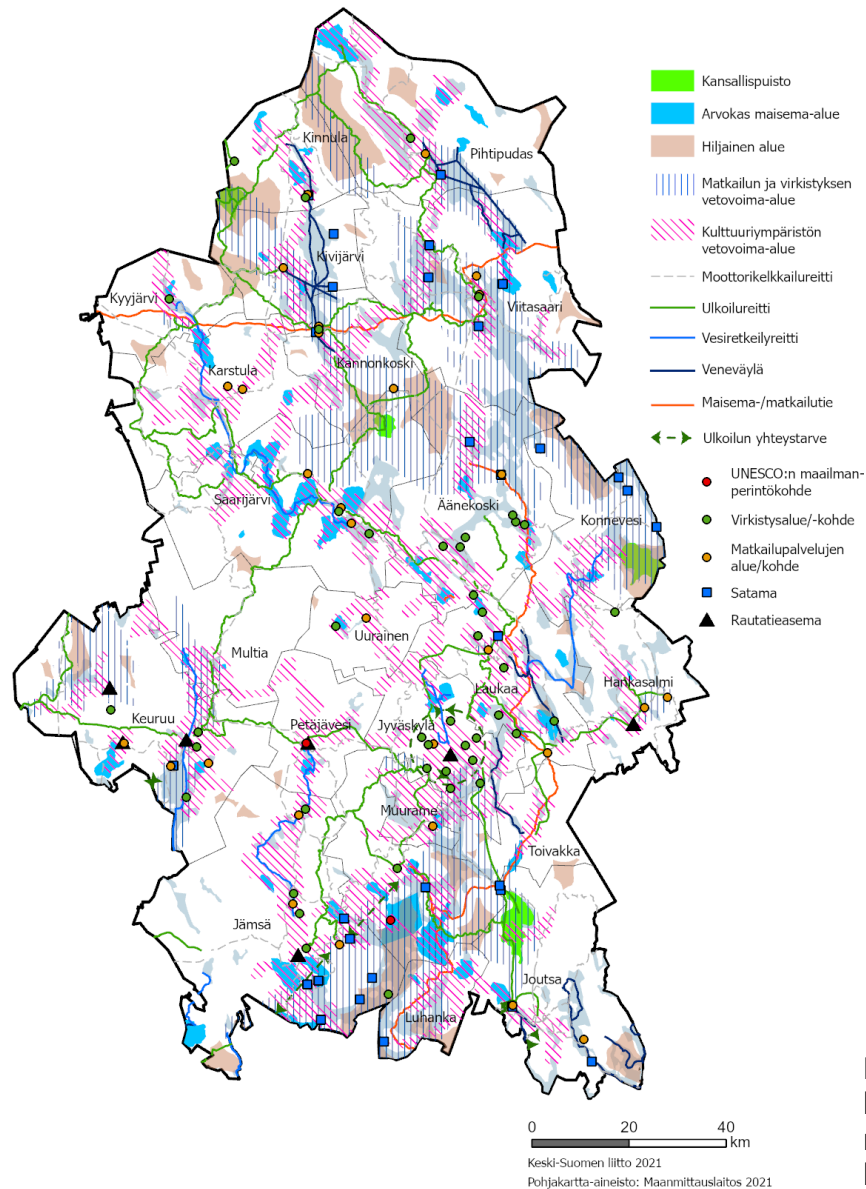 Kansallispuisto
Arvokas maisema-alue
Hiljainen alue
Matkailun ja virkistyksen
vetovoima-alue
Kulttuuriympäristön
vetovoima-alue
Moottorikelkkailureitti
Ulkoilureitti
Vesiretkeilyreitti
Veneväylä
Maisema-/matkailutie
Ulkoilun yhteystarve
UNESCO:n maailman-
perintökohde
Virkistysalue/-kohde
Matkailupalvelujen
alue/kohde
Satama
Rautatieasema
Kinnula
Pihtipudas
Kivijärvi
Kyyjärvi
Viitasaari
Karstula
Kannonkoski
Saarijärvi
Äänekoski
Konnevesi
Uurainen
Multia
Laukaa
Hankasalmi
Keuruu
Petäjävesi
Jyväskylä
Muurame
Toivakka
Jämsä
Joutsa
Luhanka
0 20 40
km
Keski-Suomen liitto 2021
Pohjakartta-aineisto: Maanmittauslaitos 2021